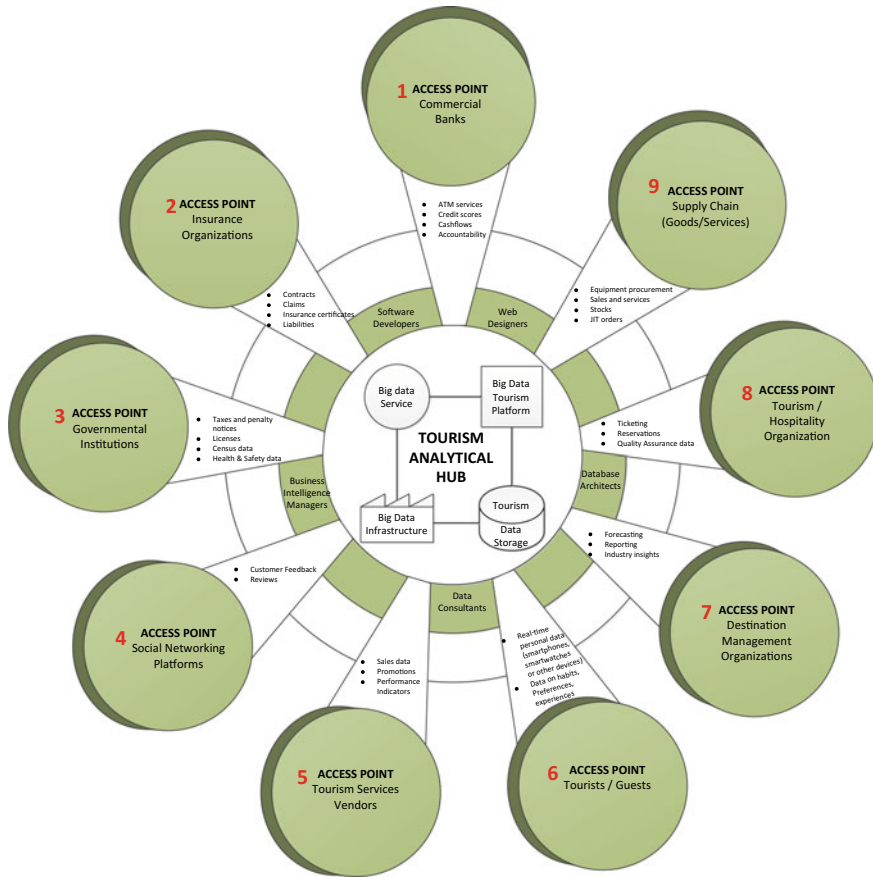 1 ACCESS POINT
Commercial
Banks
● ATM services
● Credit scores
● Cashflows
● Accountability
2 ACCESS POINT
Insurance
Organizations
● Contracts
● Claims
● Insurance certificates
● Liabilities
3 ACCESS POINT
Governmental
Institutions
● Taxes and penalty
notices
● Licenses
● Census data
● Health & Safety data
4 ACCESS POINT
Social Networking
Platforms
● Customer Feedback
● Reviews
5 ACCESS POINT
Tourism Services
Vendors
● Sales data
● Promotions
● Performance
Indicators
6 ACCESS POINT
Tourists / Guests
● Real-time
personal data
(smartphones,
smartwatches
or other devices)
● Data on habits,
Preferences,
experiences
7 ACCESS POINT
Destination
Management
Organizations
● Forecasting
● Reporting
● Industry insights
8 ACCESS POINT
Tourism /
Hospitality
Organization
● Ticketing
● Reservations
● Quality Assurance data
9 ACCESS POINT
Supply Chain
(Goods/Services)
● Equipment procurement
● Sales and services
● Stocks
● JIT orders
Software
Developers
Web
Designers
Business
Intelligence
Managers
Database
Architects
Data
Consultants
Big data
Service
Big Data
Tourism
Platform
TOURISM
ANALYTICAL
HUB
Big Data
Infrastructure
Tourism
Data
Storage